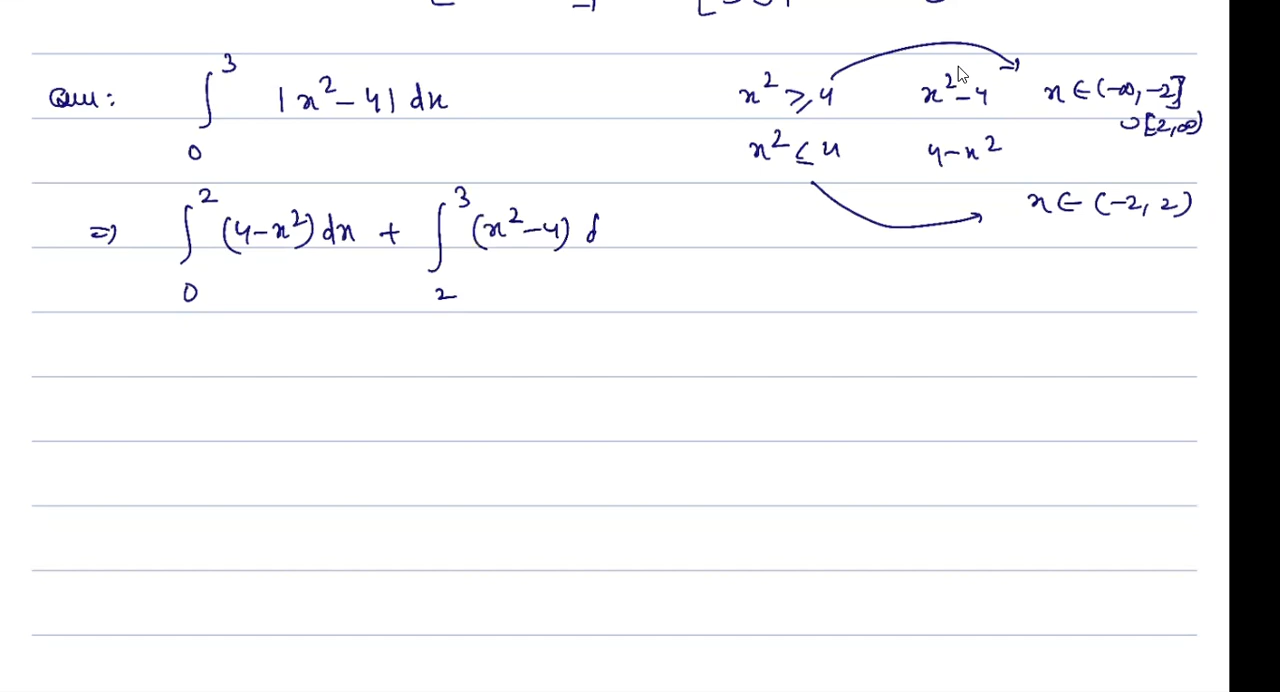 Ques: ∫₀³ |x²-4| dx
x² ≥ 4 x²-4 x ∈ (-∞, -2] ∪ [2, ∞)
x² ≤ 4 4-x²
x ∈ (-2, 2)
⇒ ∫₀² (4-x²) dx + ∫₂³ (x²-4) d